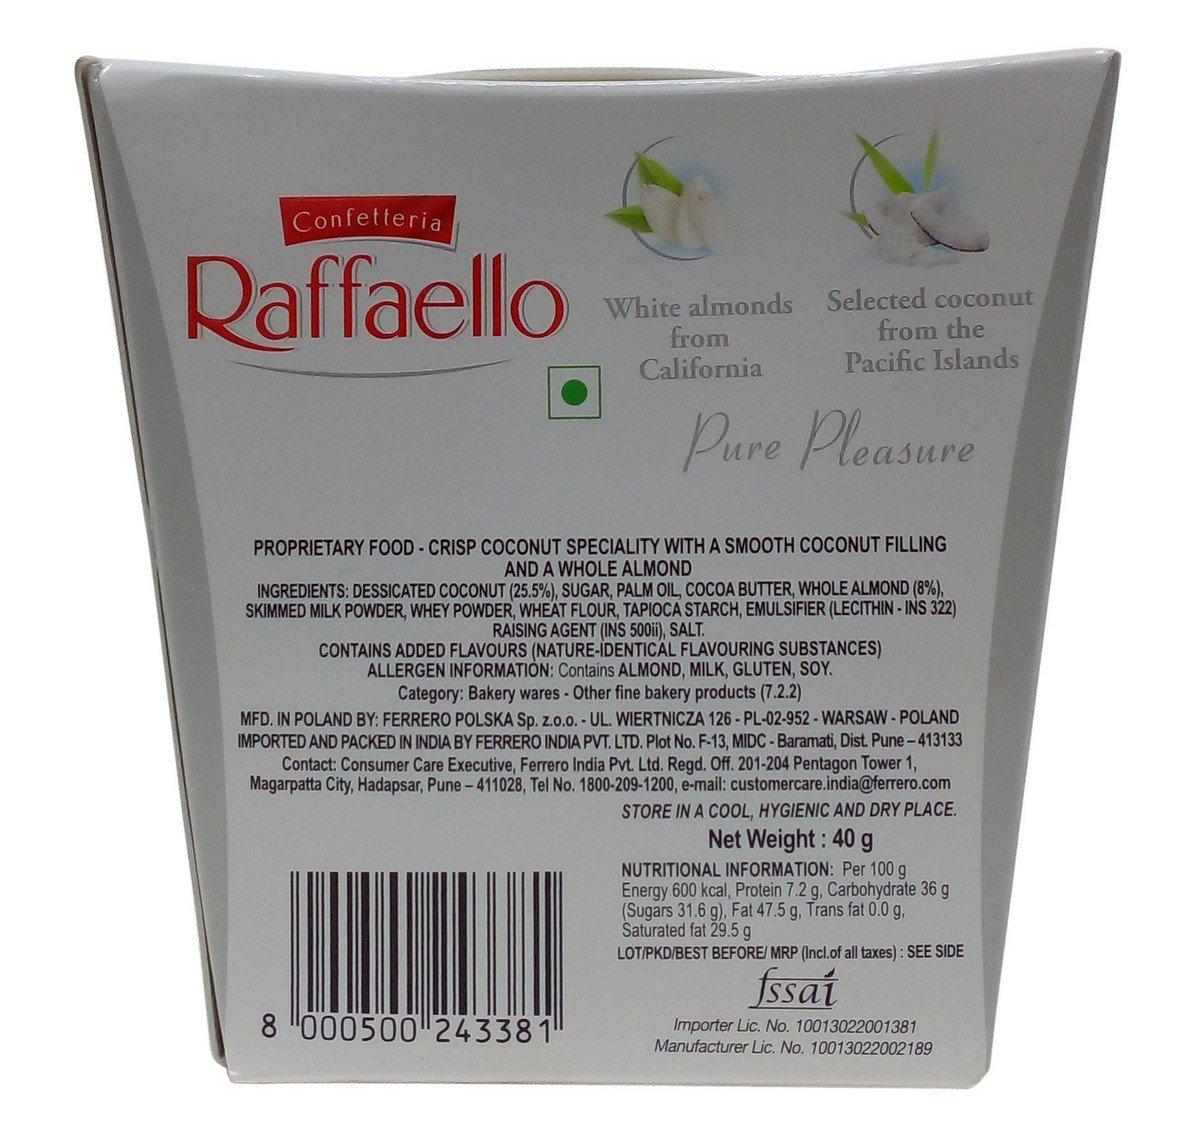 Confetteria
Raffaello
White almonds
from
California
Selected coconut
from the
Pacific Islands
Pure Pleasure
PROPRIETARY FOOD - CRISP COCONUT SPECIALITY WITH A SMOOTH COCONUT FILLING
AND A WHOLE ALMOND
INGREDIENTS: DESSICATED COCONUT (25.5%), SUGAR, PALM OIL, COCOA BUTTER, WHOLE ALMOND (8%),
SKIMMED MILK POWDER, WHEY POWDER, WHEAT FLOUR, TAPIOCA STARCH, EMULSIFIER (LECITHIN - INS 322)
RAISING AGENT (INS 500ii), SALT.
CONTAINS ADDED FLAVOURS (NATURE-IDENTICAL FLAVOURING SUBSTANCES)
ALLERGEN INFORMATION: Contains ALMOND, MILK, GLUTEN, SOY.
Category: Bakery wares - Other fine bakery products (7.2.2)
MFD. IN POLAND BY: FERRERO POLSKA Sp. z.o.o. - UL. WIERTNICZA 126 - PL-02-952 - WARSAW - POLAND
IMPORTED AND PACKED IN INDIA BY FERRERO INDIA PVT. LTD. Plot No. F-13, MIDC - Baramati, Dist. Pune – 413133
Contact: Consumer Care Executive, Ferrero India Pvt. Ltd. Regd. Off. 201-204 Pentagon Tower 1,
Magarpatta City, Hadapsar, Pune – 411028, Tel No. 1800-209-1200, e-mail: customercare.india@ferrero.com
STORE IN A COOL, HYGIENIC AND DRY PLACE.
Net Weight : 40 g
NUTRITIONAL INFORMATION: Per 100 g
Energy 600 kcal, Protein 7.2 g, Carbohydrate 36 g
(Sugars 31.6 g), Fat 47.5 g, Trans fat 0.0 g,
Saturated fat 29.5 g
LOT/PKD/BEST BEFORE/ MRP (Incl.of all taxes) : SEE SIDE
fssai
Importer Lic. No. 10013022001381
Manufacturer Lic. No. 10013022002189
8 000500 243381